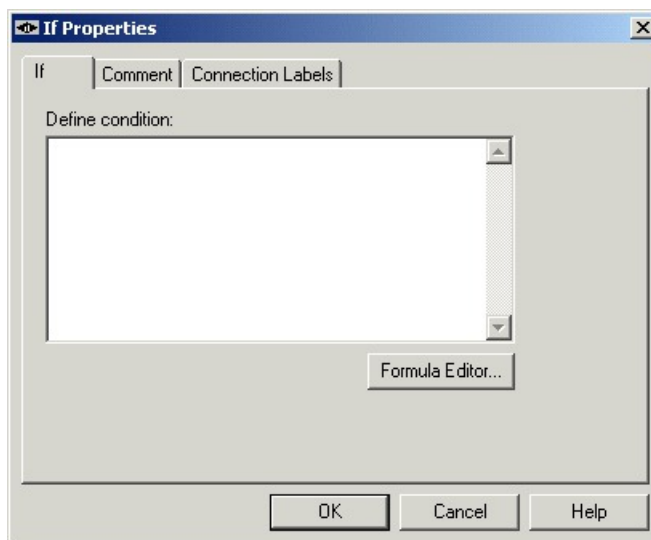 If Properties
If Comment Connection Labels
Define condition:
Formula Editor...
OK Cancel Help